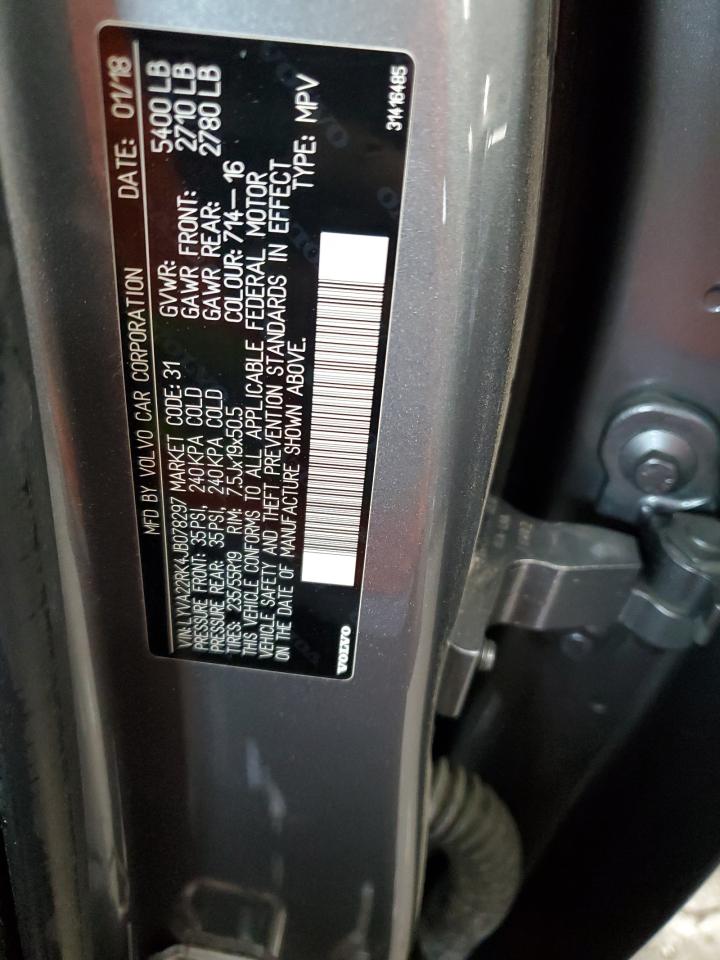 MFD BY VOLVO CAR CORPORATION DATE: 01/18
VIN: LYVA22RK4JB078297 MARKET CODE: 31 GVWR: 5400 LB
PRESSURE FRONT: 35PSI, 240KPA COLD GAWR FRONT: 2710 LB
PRESSURE REAR: 35PSI, 240KPA COLD GAWR REAR: 2780 LB
TIRES: 23555R19 RIM: 7.5Jx19x50.5 COLOUR: 714-16
THIS VEHICLE CONFORMS TO ALL APPLICABLE FEDERAL MOTOR
VEHICLE SAFETY AND THEFT PREVENTION STANDARDS IN EFFECT
ON THE DATE OF MANUFACTURE SHOWN ABOVE. TYPE: MPV
VOLVO 31416485